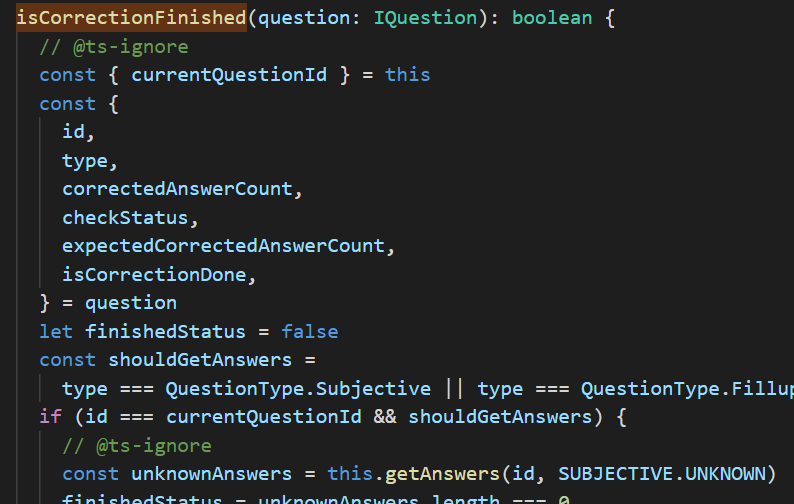 isCorrectionFinished(question: IQuestion): boolean {
// @ts-ignore
const { currentQuestionId } = this
const {
id,
type,
correctedAnswerCount,
checkStatus,
expectedCorrectedAnswerCount,
isCorrectionDone,
} = question
let finishedStatus = false
const shouldGetAnswers =
type === QuestionType.Subjective || type === QuestionType.Fillup
if (id === currentQuestionId && shouldGetAnswers) {
// @ts-ignore
const unknownAnswers = this.getAnswers(id, SUBJECTIVE.UNKNOWN)
finishedStatus = unknownAnswers.length === 0